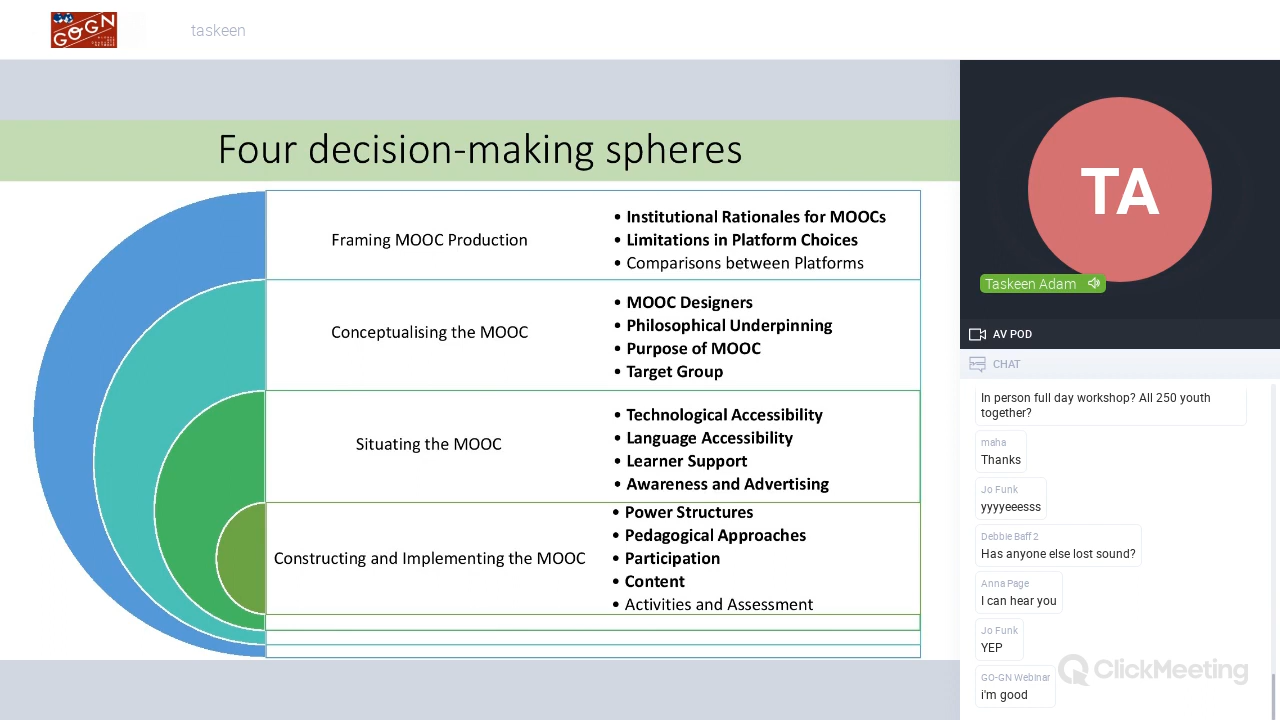 GO GN
taskeen
Four decision-making spheres
Framing MOOC Production
• Institutional Rationales for MOOCs
• Limitations in Platform Choices
• Comparisons between Platforms
Conceptualising the MOOC
• MOOC Designers
• Philosophical Underpinning
• Purpose of MOOC
• Target Group
Situating the MOOC
• Technological Accessibility
• Language Accessibility
• Learner Support
• Awareness and Advertising
Constructing and Implementing the MOOC
• Power Structures
• Pedagogical Approaches
• Participation
• Content
• Activities and Assessment
TA
Taskeen Adam
AV POD
CHAT
In person full day workshop? All 250 youth
together?
maha
Thanks
Jo Funk
yyyyeeesss
Debbie Baff 2
Has anyone else lost sound?
Anna Page
I can hear you
Jo Funk
YEP
GO-GN Webinar
i'm good
ClickMeeting